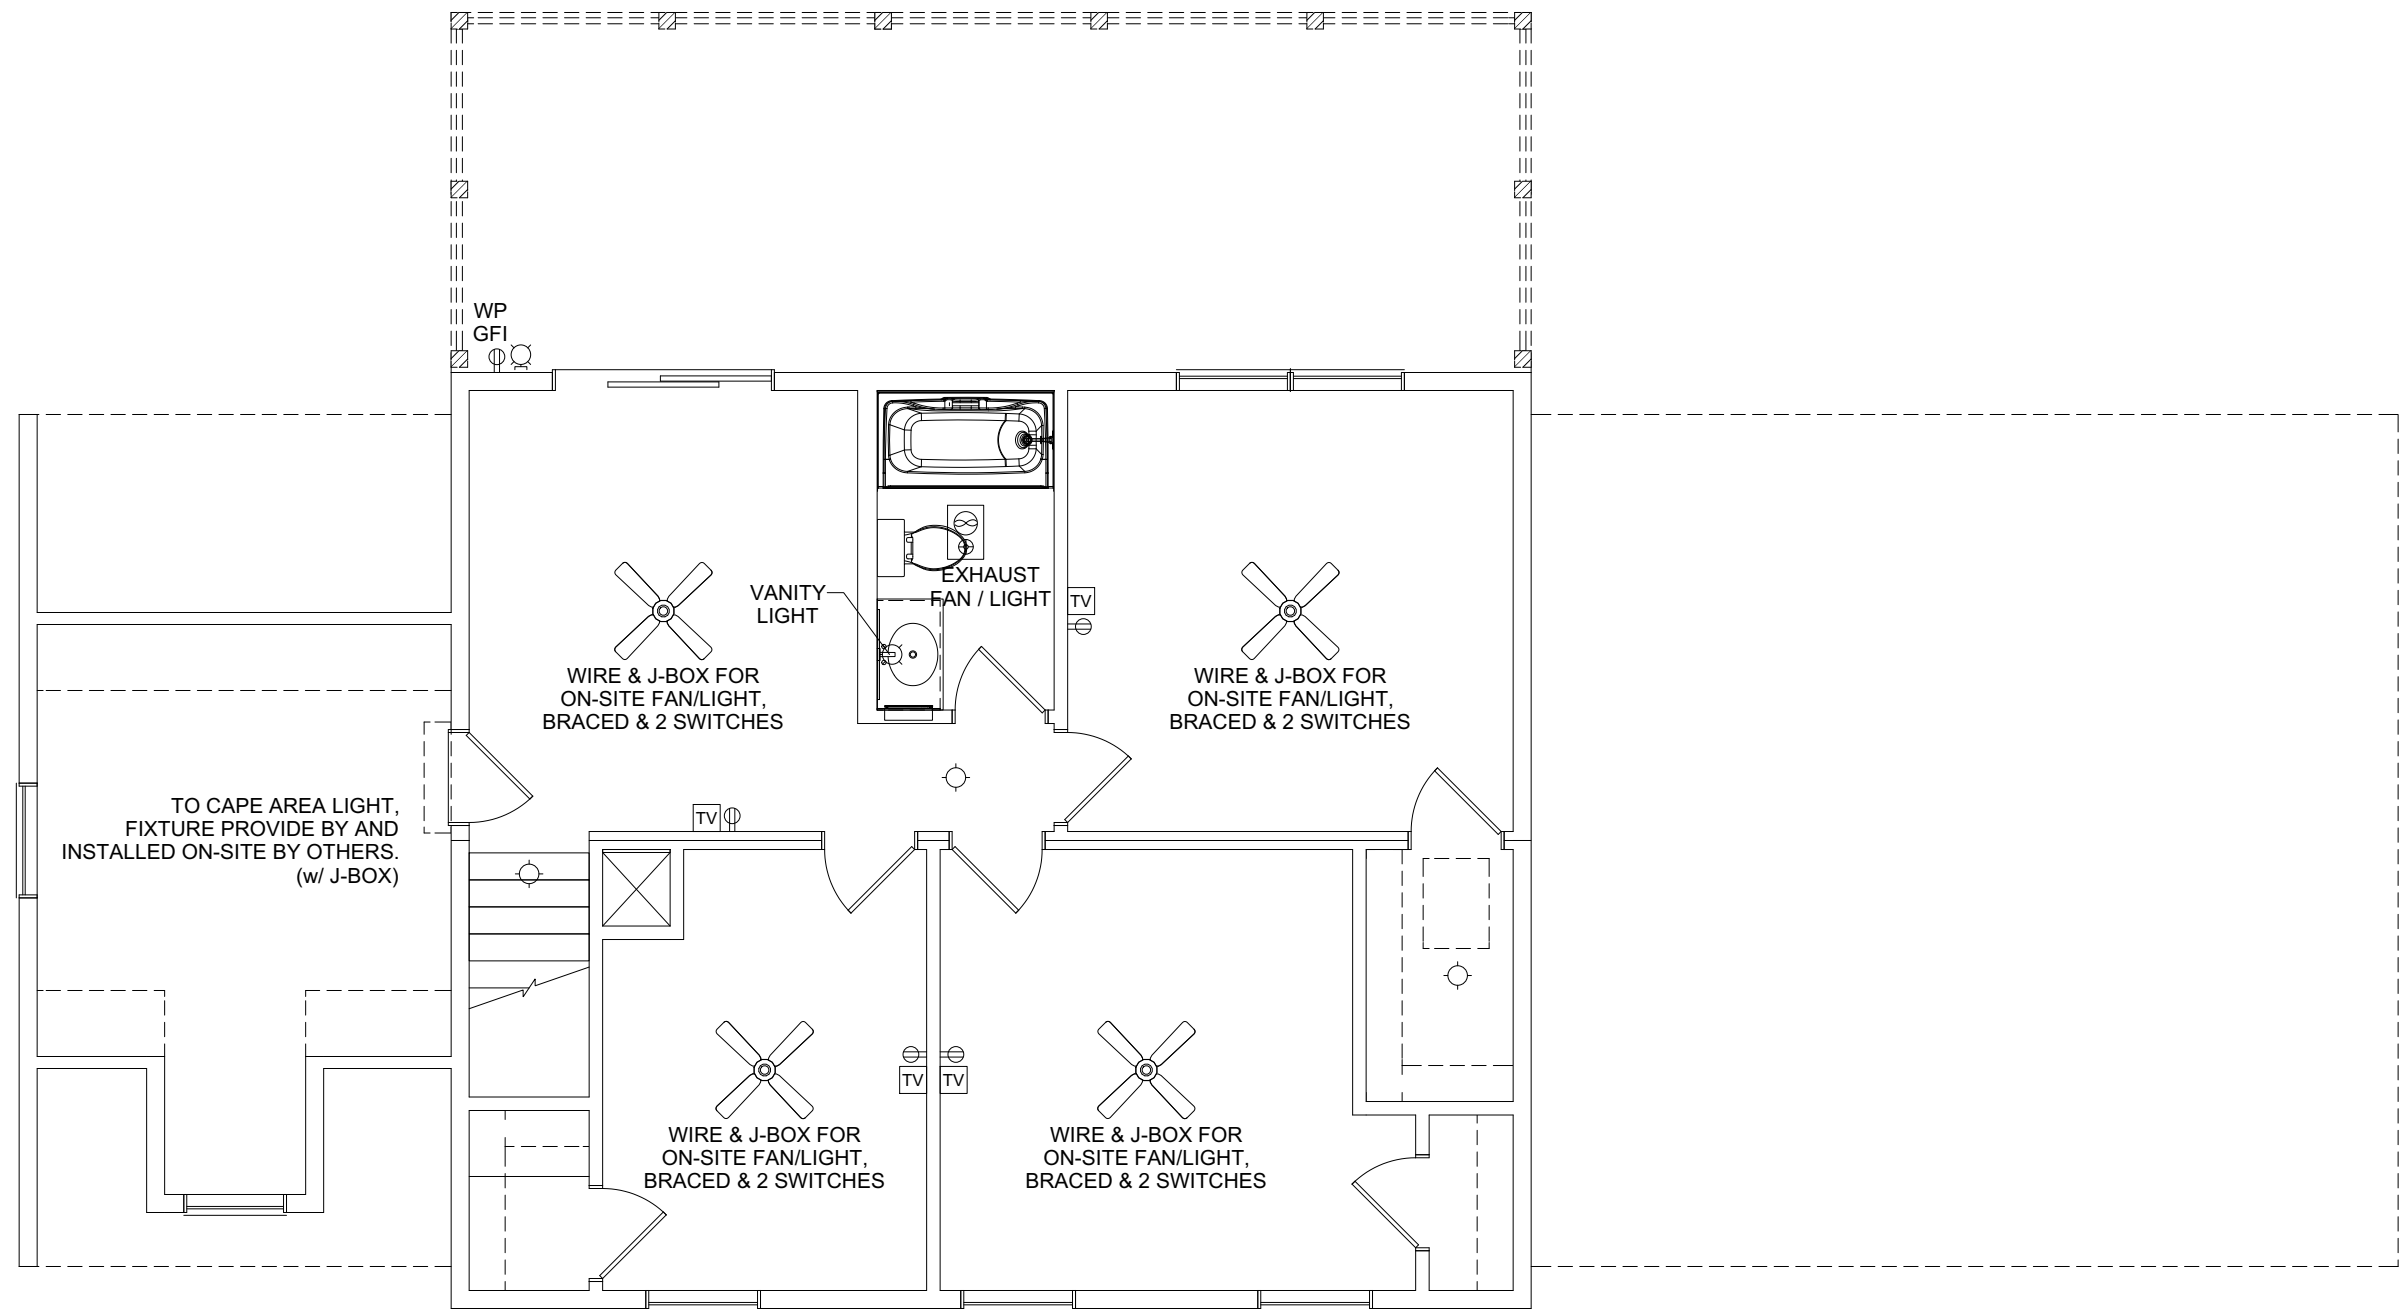 WP
GFI
EXHAUST
FAN / LIGHT
VANITY
LIGHT
TV
WIRE & J-BOX FOR
ON-SITE FAN/LIGHT,
BRACED & 2 SWITCHES
WIRE & J-BOX FOR
ON-SITE FAN/LIGHT,
BRACED & 2 SWITCHES
TO CAPE AREA LIGHT,
FIXTURE PROVIDE BY AND
INSTALLED ON-SITE BY OTHERS.
(w/ J-BOX)
TV
TV
TV
WIRE & J-BOX FOR
ON-SITE FAN/LIGHT,
BRACED & 2 SWITCHES
WIRE & J-BOX FOR
ON-SITE FAN/LIGHT,
BRACED & 2 SWITCHES